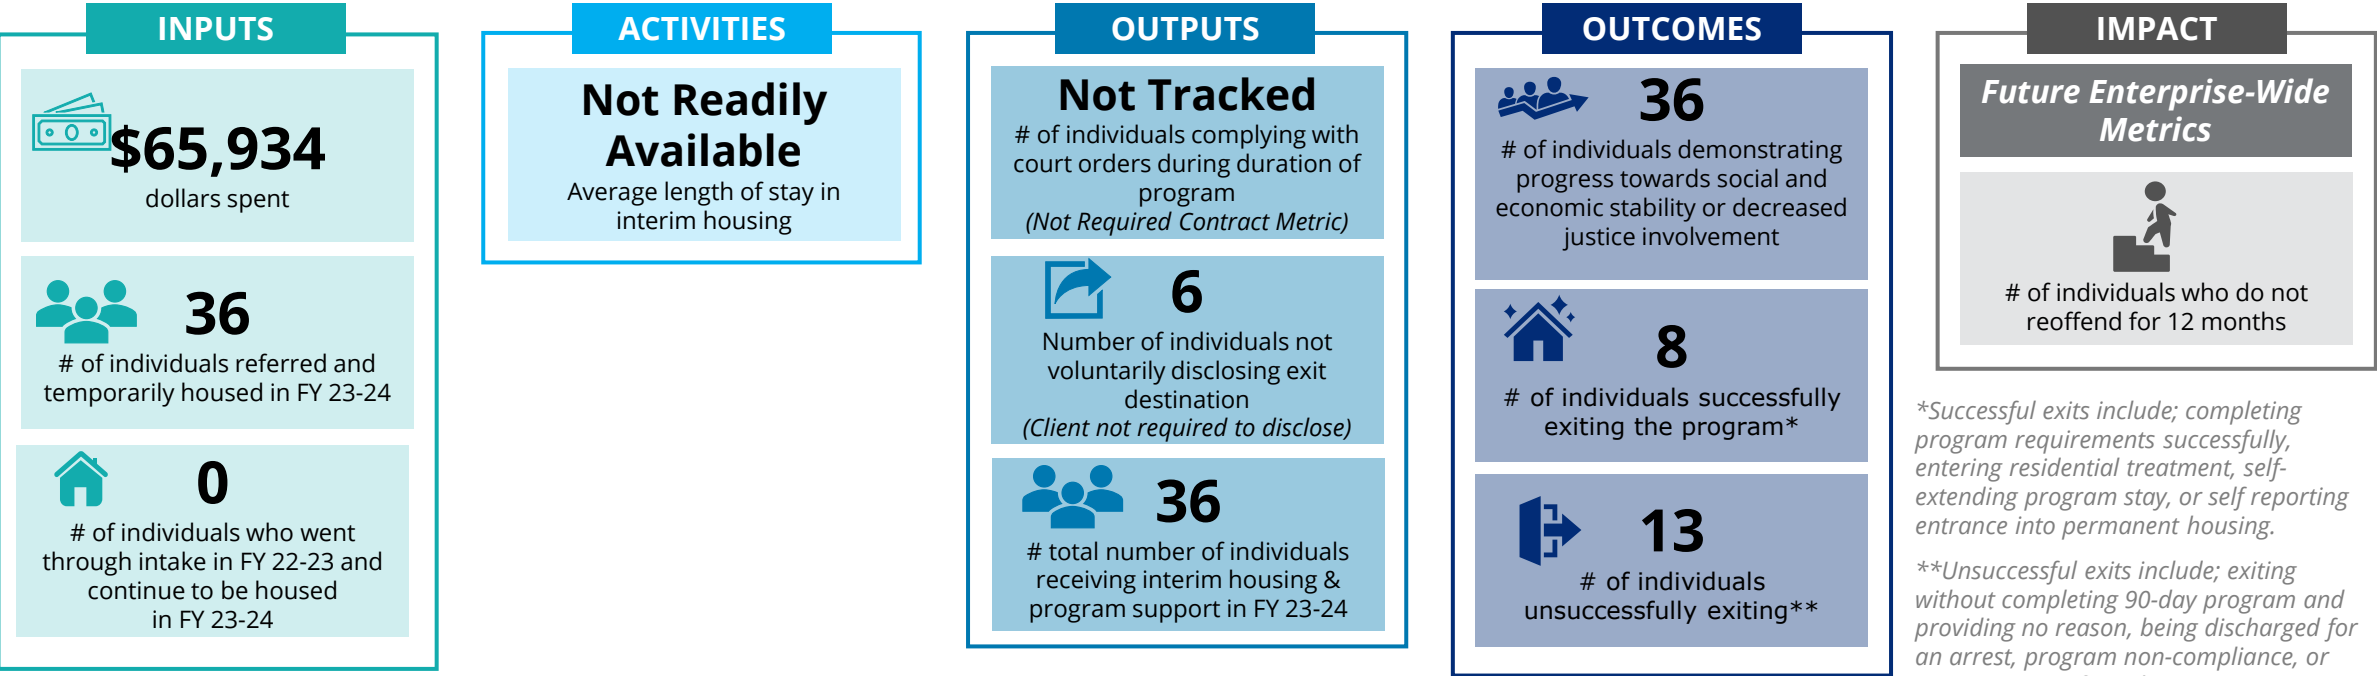 INPUTS
$65,934
dollars spent
36
# of individuals referred and
temporarily housed in FY 23-24
0
# of individuals who went
through intake in FY 22-23 and
continue to be housed
in FY 23-24
ACTIVITIES
Not Readily
Available
Average length of stay in
interim housing
OUTPUTS
Not Tracked
# of individuals complying with
court orders during duration of
program
(Not Required Contract Metric)
6
Number of individuals not
voluntarily disclosing exit
destination
(Client not required to disclose)
36
# total number of individuals
receiving interim housing &
program support in FY 23-24
OUTCOMES
36
# of individuals demonstrating
progress towards social and
economic stability or decreased
justice involvement
8
# of individuals successfully
exiting the program*
13
# of individuals
unsuccessfully exiting**
IMPACT
Future Enterprise-Wide
Metrics
# of individuals who do not
reoffend for 12 months
*Successful exits include; completing
program requirements successfully,
entering residential treatment, self-
extending program stay, or self reporting
entrance into permanent housing.
**Unsuccessful exits include; exiting
without completing 90-day program and
providing no reason, being discharged for
an arrest, program non-compliance, or